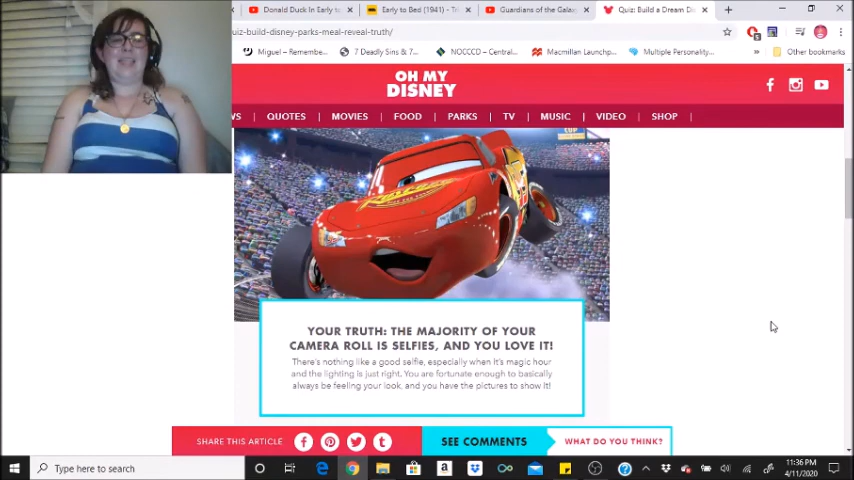 Donald Duck In Early to
Early to Bed (1941) - Tri
Guardians of the Galax
Quiz: Build a Dream Di
uiz-build-disney-parks-meal-reveal-truth/
Miguel – Remembe...
7 Deadly Sins & 7...
NOCCCD – Central...
Macmillan Launchp...
Multiple Personality...
»
Other bookmarks
OH MY
DISNEY
WS
QUOTES
MOVIES
FOOD
PARKS
TV
MUSIC
VIDEO
SHOP
CUP
YOUR TRUTH: THE MAJORITY OF YOUR
CAMERA ROLL IS SELFIES, AND YOU LOVE IT!
There's nothing like a good selfie, especially when it's magic hour
and the lighting is just right. You are fortunate enough to basically
always be feeling your look, and you have the pictures to show it!
SHARE THIS ARTICLE
SEE COMMENTS
WHAT DO YOU THINK?
Type here to search
11:36 PM
4/11/2020